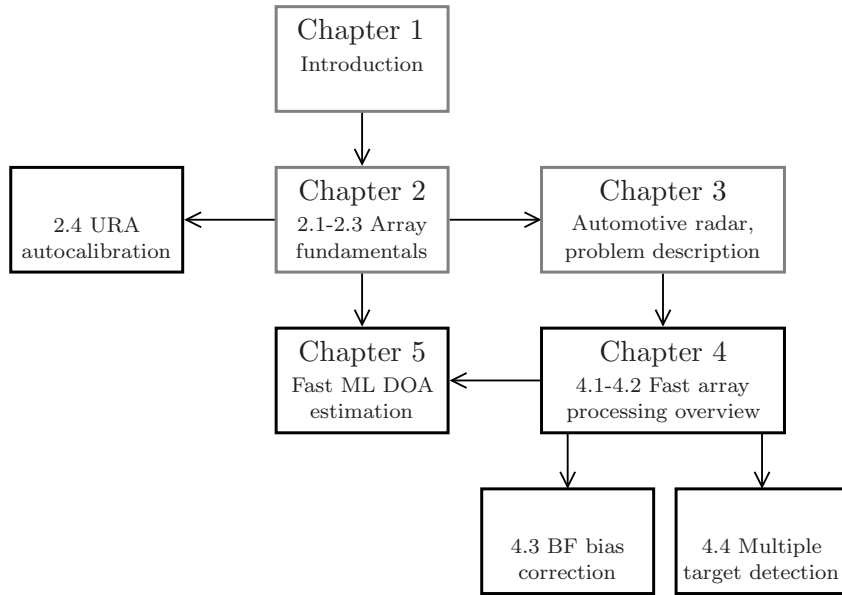 Chapter 1
Introduction
2.4 URA
autocalibration
Chapter 2
2.1-2.3 Array
fundamentals
Chapter 3
Automotive radar,
problem description
Chapter 5
Fast ML DOA
estimation
Chapter 4
4.1-4.2 Fast array
processing overview
4.3 BF bias
correction
4.4 Multiple
target detection